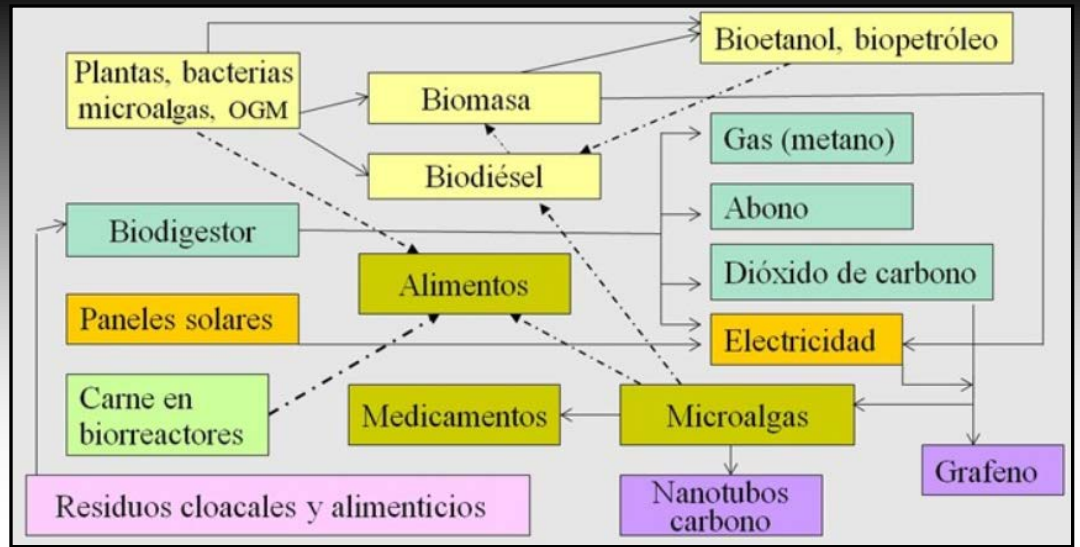 Bioetanol, biopetróleo
Plantas, bacterias
microalgas, OGM
Biomasa
Biodiésel
Gas (metano)
Abono
Biodigestor
Dióxido de carbono
Alimentos
Paneles solares
Electricidad
Carne en
biorreactores
Medicamentos
Microalgas
Grafeno
Residuos cloacales y alimenticios
Nanotubos
carbono